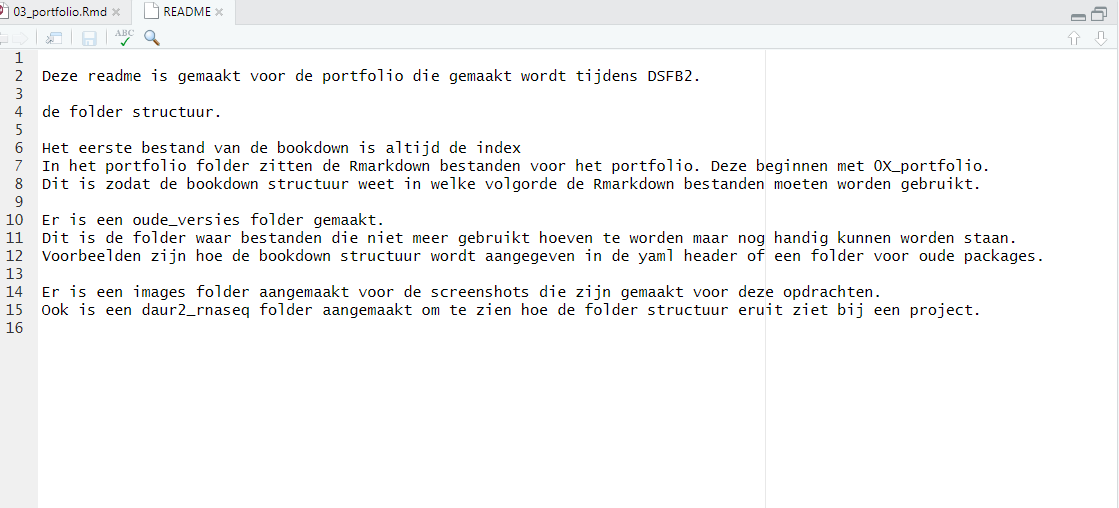 03_portfolio.Rmd
README
ABC
1
2 Deze readme is gemaakt voor de portfolio die gemaakt wordt tijdens DSFB2.
3
4 de folder structuur.
5
6 Het eerste bestand van de bookdown is altijd de index
7 In het portfolio folder zitten de Rmarkdown bestanden voor het portfolio. Deze beginnen met 0X_portfolio.
8 Dit is zodat de bookdown structuur weet in welke volgorde de Rmarkdown bestanden moeten worden gebruikt.
9
10 Er is een oude_versies folder gemaakt.
11 Dit is de folder waar bestanden die niet meer gebruikt hoeven te worden maar nog handig kunnen worden staan.
12 Voorbeelden zijn hoe de bookdown structuur wordt aangegeven in de yaml header of een folder voor oude packages.
13
14 Er is een images folder aangemaakt voor de screenshots die zijn gemaakt voor deze opdrachten.
15 Ook is een daur2_rnaseq folder aangemaakt om te zien hoe de folder structuur eruit ziet bij een project.
16